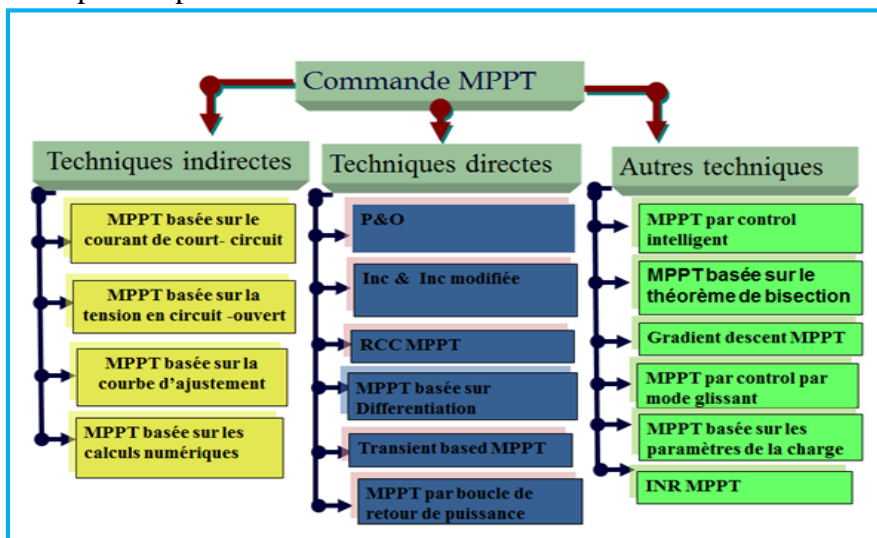 Commande MPPT
Techniques indirectes
MPPT basée sur le
courant de court- circuit
MPPT basée sur la
tension en circuit -ouvert
MPPT basée sur la
courbe d'ajustement
MPPT basée sur les
calculs numériques
Techniques directes
P&O
Inc & Inc modifiée
RCC MPPT
MPPT basée sur
Differentiation
Transient based MPPT
MPPT par boucle de
retour de puissance
Autres techniques
MPPT par control
intelligent
MPPT basée sur le
théorème de bisection
Gradient descent MPPT
MPPT par control par
mode glissant
MPPT basée sur les
paramètres de la charge
INR MPPT